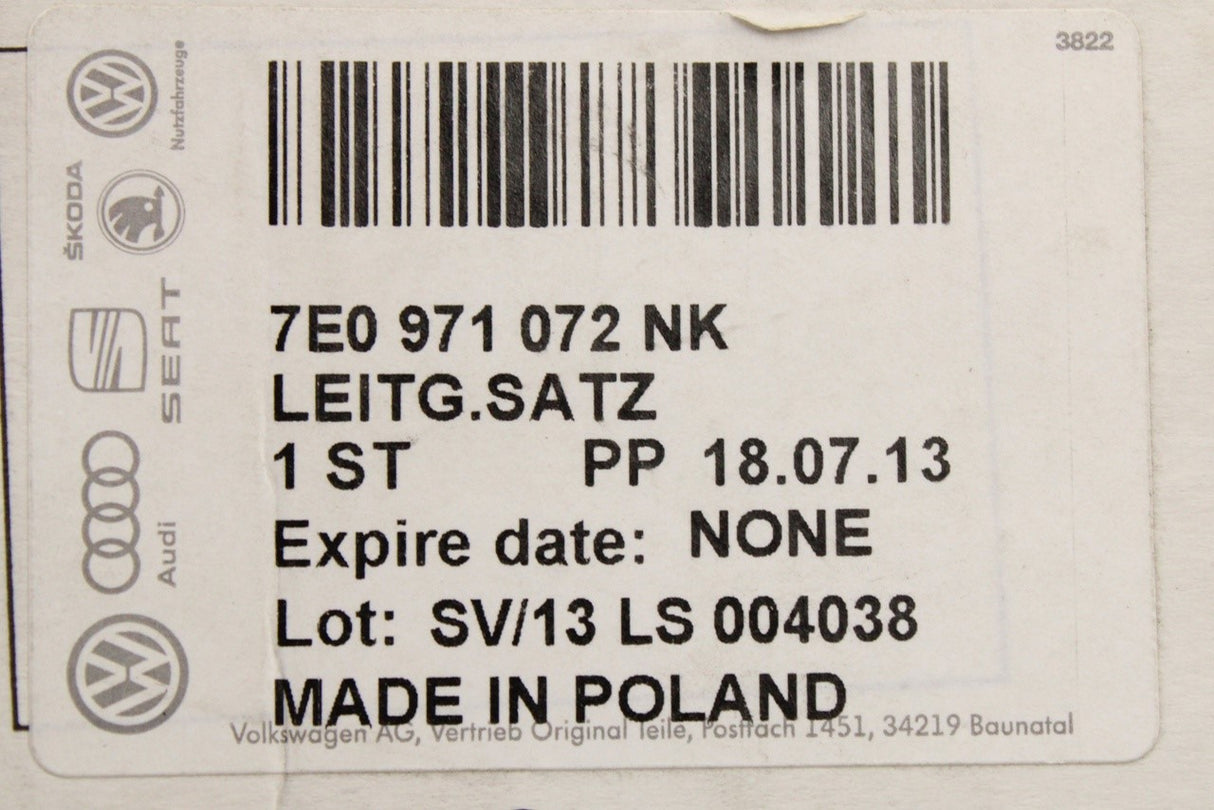 3822
Nutzfahrzeuge
ŠKODA
SEAT
Audi
7E0 971 072 NK
LEITG.SATZ
1 ST PP 18.07.13
Expire date: NONE
Lot: SV/13 LS 004038
MADE IN POLAND
Volkswagen AG, Vertrieb Original Teile, Postfach 1451, 34219 Baunatal